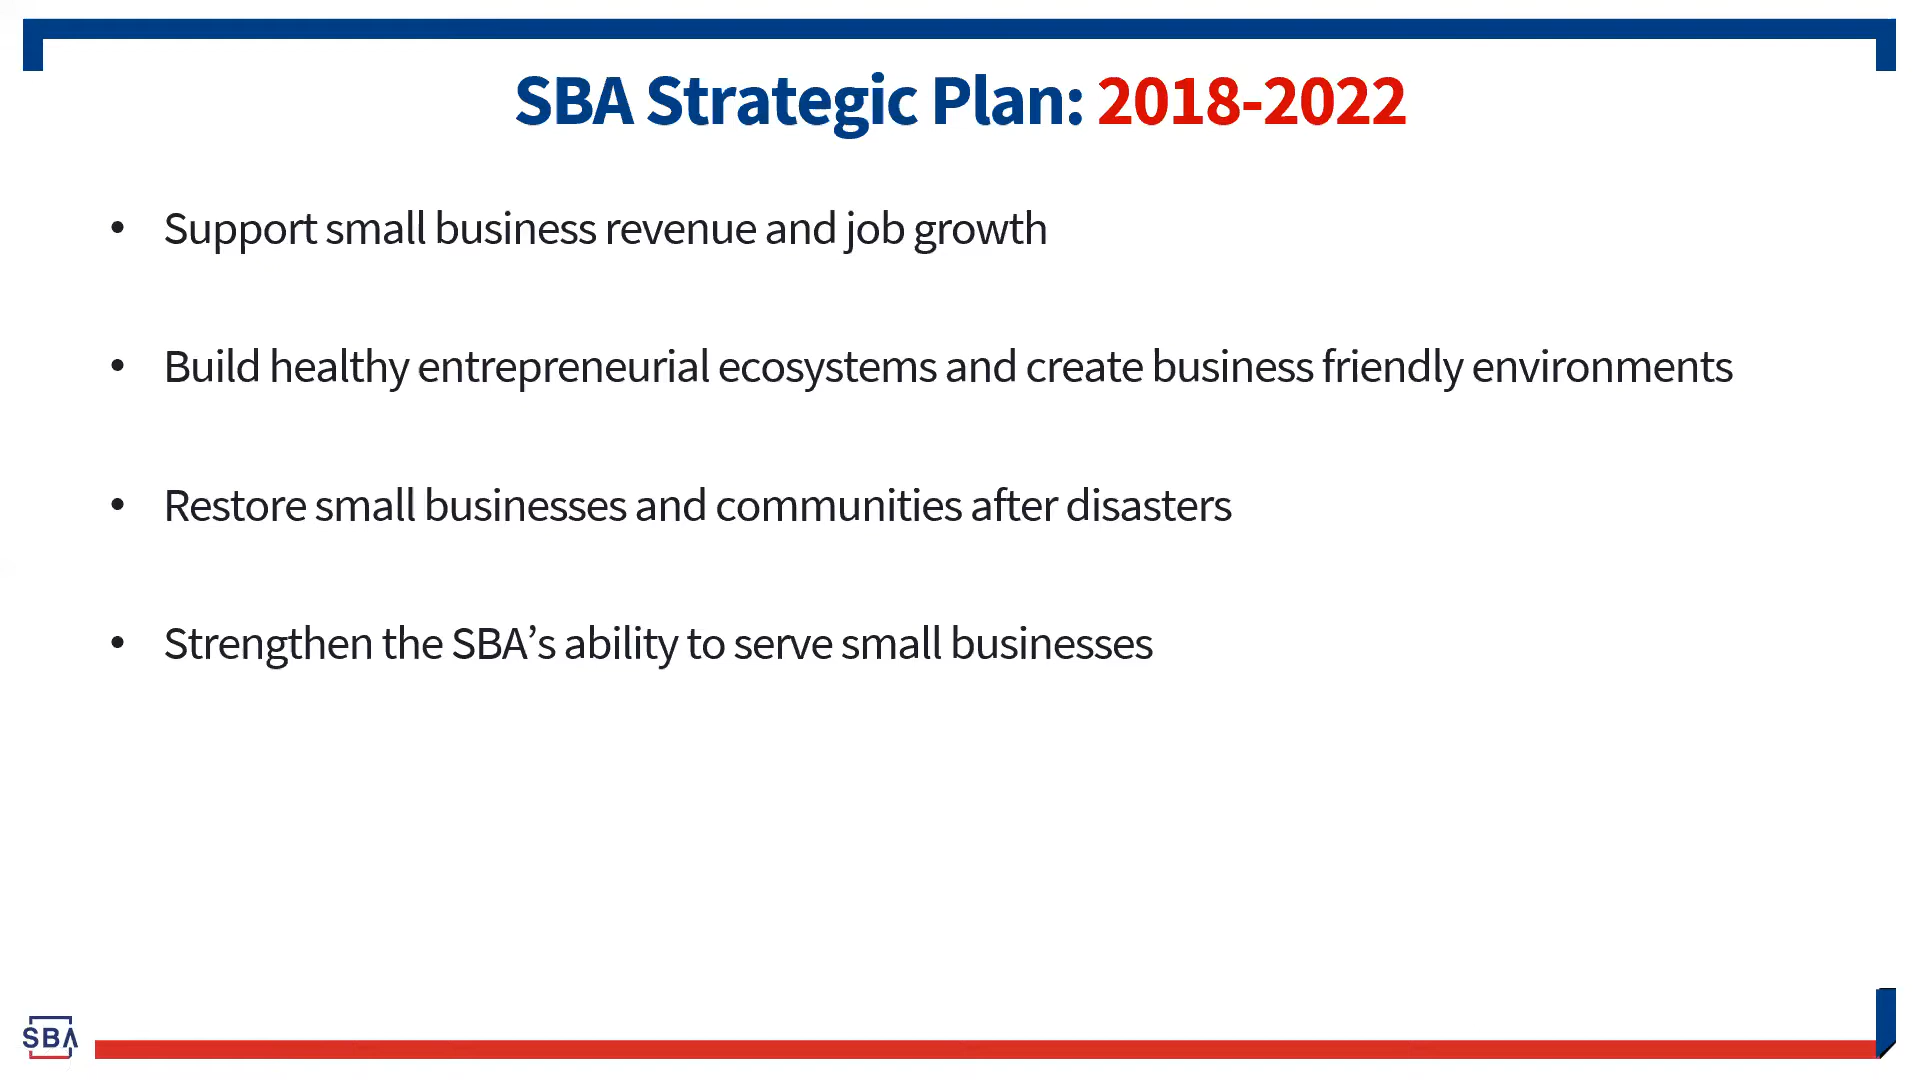 SBA Strategic Plan: 2018-2022
• Support small business revenue and job growth
• Build healthy entrepreneurial ecosystems and create business friendly environments
• Restore small businesses and communities after disasters
• Strengthen the SBA’s ability to serve small businesses
SBA